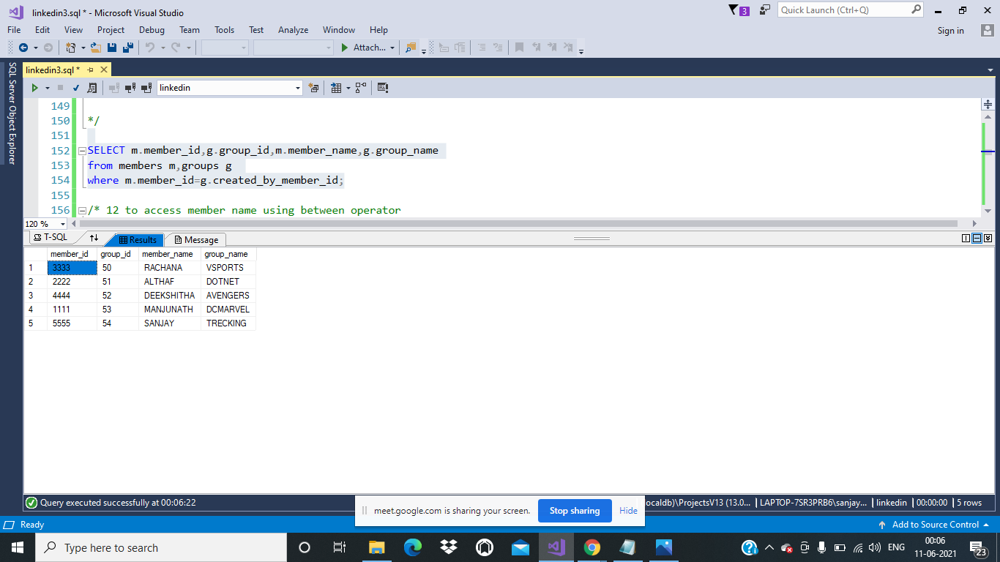 linkedin3.sql * - Microsoft Visual Studio
3
Quick Launch (Ctrl+Q)
File Edit View Project Debug Team Tools Test Analyze Window Help
Sign in
Attach...
SQL Server Object Explorer
linkedin3.sql *
linkedin
149
150 */
151
152 SELECT m.member_id,g.group_id,m.member_name,g.group_name
153 from members m,groups g
154 where m.member_id=g.created_by_member_id;
155
156 /* 12 to access member name using between operator
120 %
T-SQL Results Message
member_id group_id member_name group_name
1 3333 50 RACHANA VSPORTS
2 2222 51 ALTHAF DOTNET
3 4444 52 DEEKSHITHA AVENGERS
4 1111 53 MANJUNATH DCMARVEL
5 5555 54 SANJAY TRECKING
Query executed successfully at 00:06:22
ocaldb)\ProjectsV13 (13.0... LAPTOP-7SR3PRB6\sanjay... linkedin 00:00:00 5 rows
meet.google.com is sharing your screen. Stop sharing Hide
Ready
Add to Source Control
Type here to search
ENG
00:06
11-06-2021
23